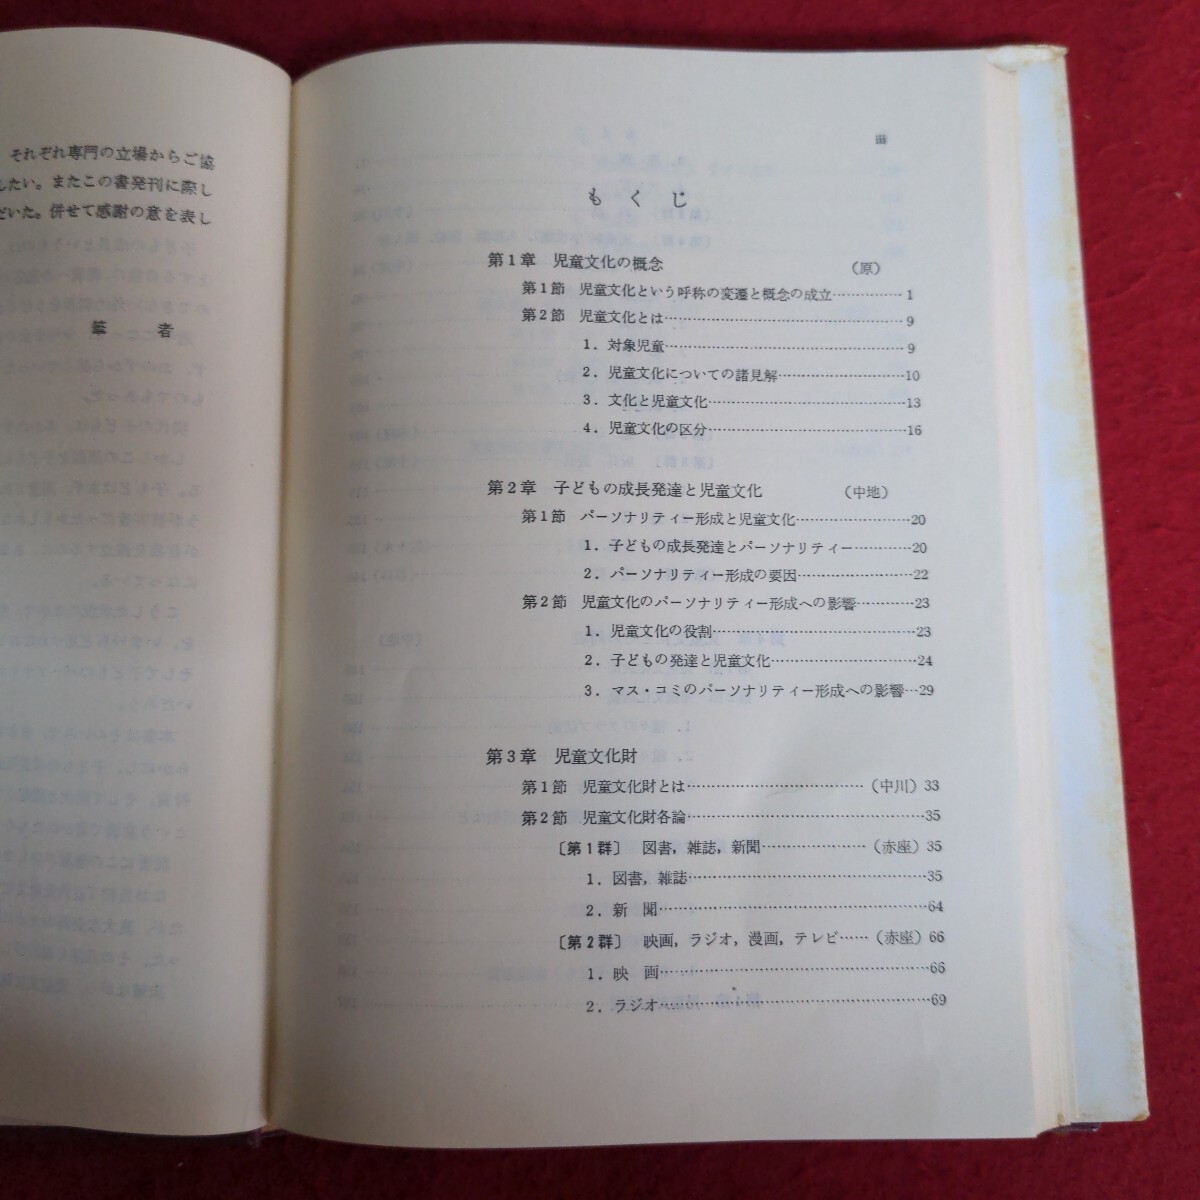 それぞれ専門の立場からご協
したい。またこの書発刊に際し
だいた。併せて感謝の意を表し
筆　者
iii
もくじ
第1章　児童文化の概念　（原）
第1節　児童文化という呼称の変遷と概念の成立……………1
第2節　児童文化とは……………9
1．対象児童……………9
2．児童文化についての諸見解……………10
3．文化と児童文化……………13
4．児童文化の区分……………16
第2章　子どもの成長発達と児童文化　（中地）
第1節　パーソナリティー形成と児童文化……………20
1．子どもの成長発達とパーソナリティー……………20
2．パーソナリティー形成の要因……………22
第2節　児童文化のパーソナリティー形成への影響……………23
1．児童文化の役割……………23
2．子どもの発達と児童文化……………24
3．マス・コミのパーソナリティー形成への影響…29
第3章　児童文化財
第1節　児童文化財とは……………（中川）33
第2節　児童文化財各論……………35
〔第1群〕　図書，雑誌，新聞……………（赤座）35
1．図書，雑誌……………35
2．新　聞……………64
〔第2群〕　映画，ラジオ，漫画，テレビ……（赤座）66
1．映　画……………66
2．ラジオ……………69